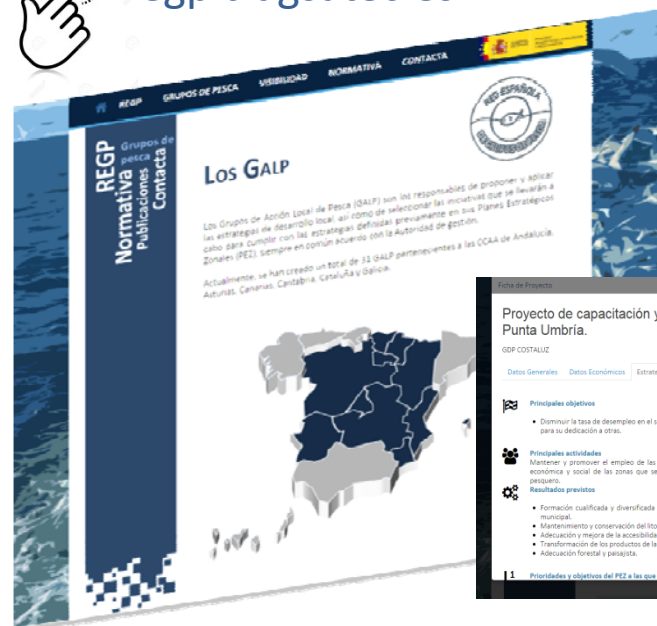 REGP GRUPOS DE PESCA VISIBILIDAD NORMATIVA CONTACTA
REGP
Grupos de
pesca
Normativa
Publicaciones
Contacta
RED ESPAÑOLA
Los GALP
Los Grupos de Acción Local de Pesca (GALP) son los responsables de proponer y aplicar
las estrategias de desarrollo local, así como de seleccionar las iniciativas que se llevarán a
cabo para cumplir con las estrategias definidas previamente en sus Planes Estratégicos
Zonales (PEZ), siempre en común acuerdo con la Autoridad de gestión.
Actualmente, se han creado un total de 31 GALP pertenecientes a las CCAA de Andalucía,
Asturias, Canarias, Cantabria, Cataluña y Galicia.
Ficha de Proyecto
Proyecto de capacitación y
Punta Umbría.
GDP COSTALUZ
Datos Generales Datos Económicos Estrate
Principales objetivos
• Disminuir la tasa de desempleo en el s
para su dedicación a otras.
Principales actividades
Mantener y promover el empleo de las
económica y social de las zonas que se
pesquero.
Resultados previstos
• Formación cualificada y diversificada
municipal.
• Mantenimiento y conservación del lito
• Adecuación y mejora de la accesibilida
• Transformación de los productos de la
• Adecuación forestal y paisajista.
1 Prioridades y objetivos del PEZ a las que